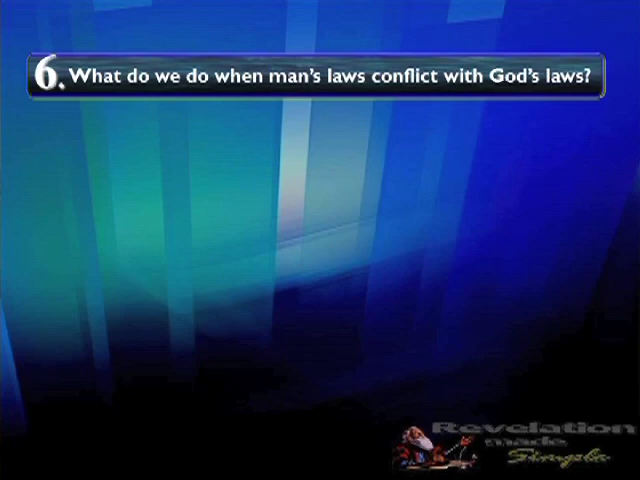 6. What do we do when man's laws conflict with God's laws?
Revelation
made
Simple